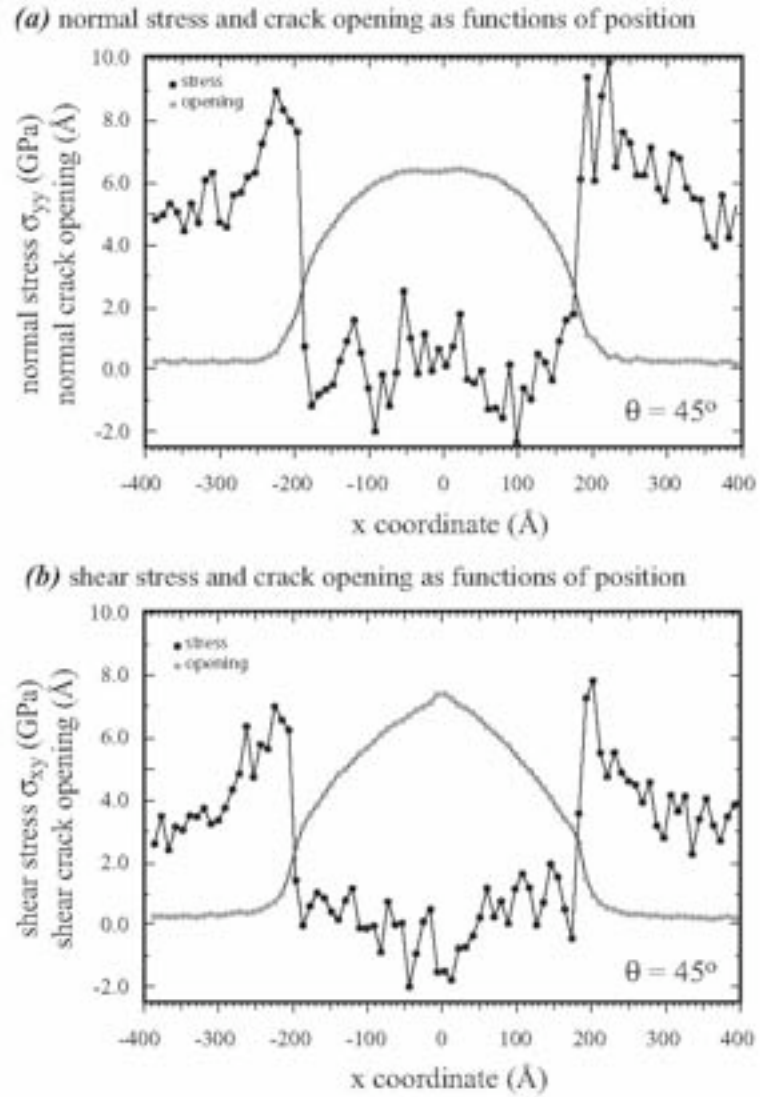 (a) normal stress and crack opening as functions of position
10.0
8.0
6.0
4.0
2.0
0.0
-2.0
normal stress σyy (GPa)
normal crack opening (Å)
stress
opening
θ = 45º
-400 -300 -200 -100 0 100 200 300 400
x coordinate (Å)
(b) shear stress and crack opening as functions of position
10.0
8.0
6.0
4.0
2.0
0.0
-2.0
shear stress σxy (GPa)
shear crack opening (Å)
stress
opening
θ = 45º
-400 -300 -200 -100 0 100 200 300 400
x coordinate (Å)